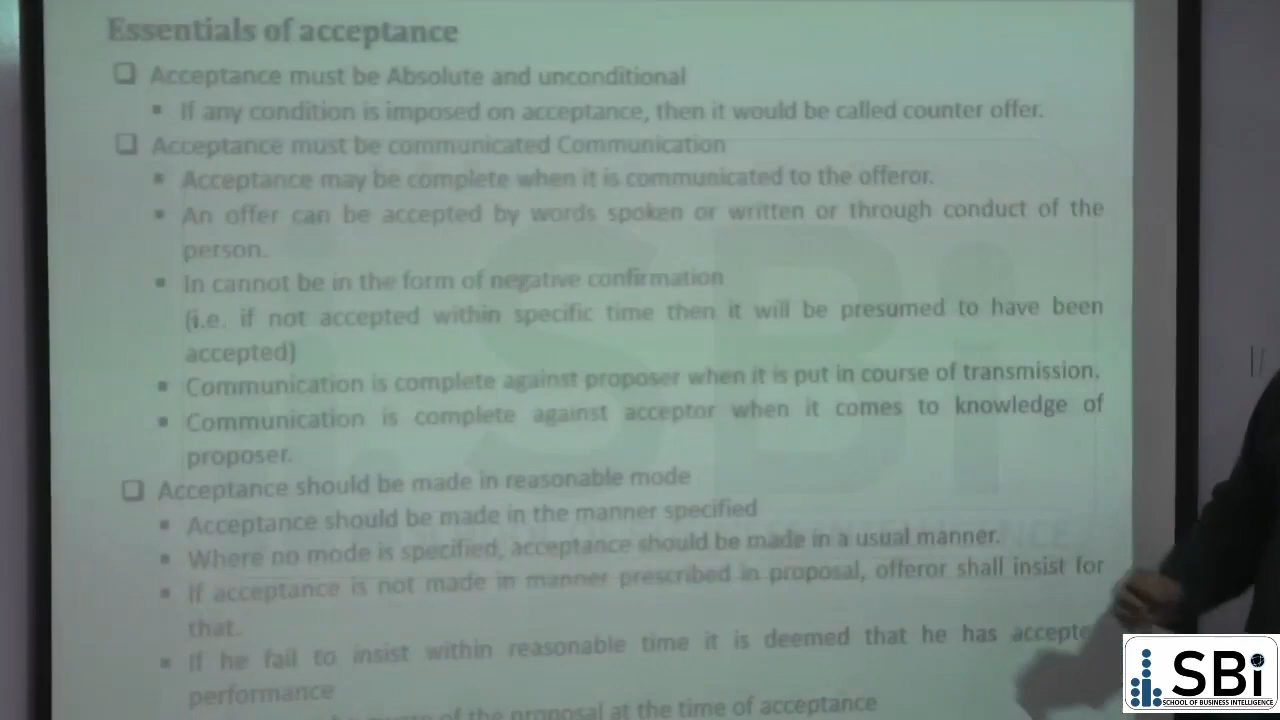 Essentials of acceptance
❑ Acceptance must be Absolute and unconditional
▪ If any condition is imposed on acceptance, then it would be called counter offer.
❑ Acceptance must be communicated Communication
▪ Acceptance may be complete when it is communicated to the offeror.
▪ An offer can be accepted by words spoken or written or through conduct of the
person.
▪ In cannot be in the form of negative confirmation
(i.e. if not accepted within specific time then it will be presumed to have been
accepted)
▪ Communication is complete against proposer when it is put in course of transmission.
▪ Communication is complete against acceptor when it comes to knowledge of
proposer.
❑ Acceptance should be made in reasonable mode
▪ Acceptance should be made in the manner specified
▪ Where no mode is specified, acceptance should be made in a usual manner.
▪ If acceptance is not made in manner prescribed in proposal, offeror shall insist for
that.
▪ If he fail to insist within reasonable time it is deemed that he has accepte
performance
the proposal at the time of acceptance
SBi
SCHOOL OF BUSINESS INTELLIGENCE